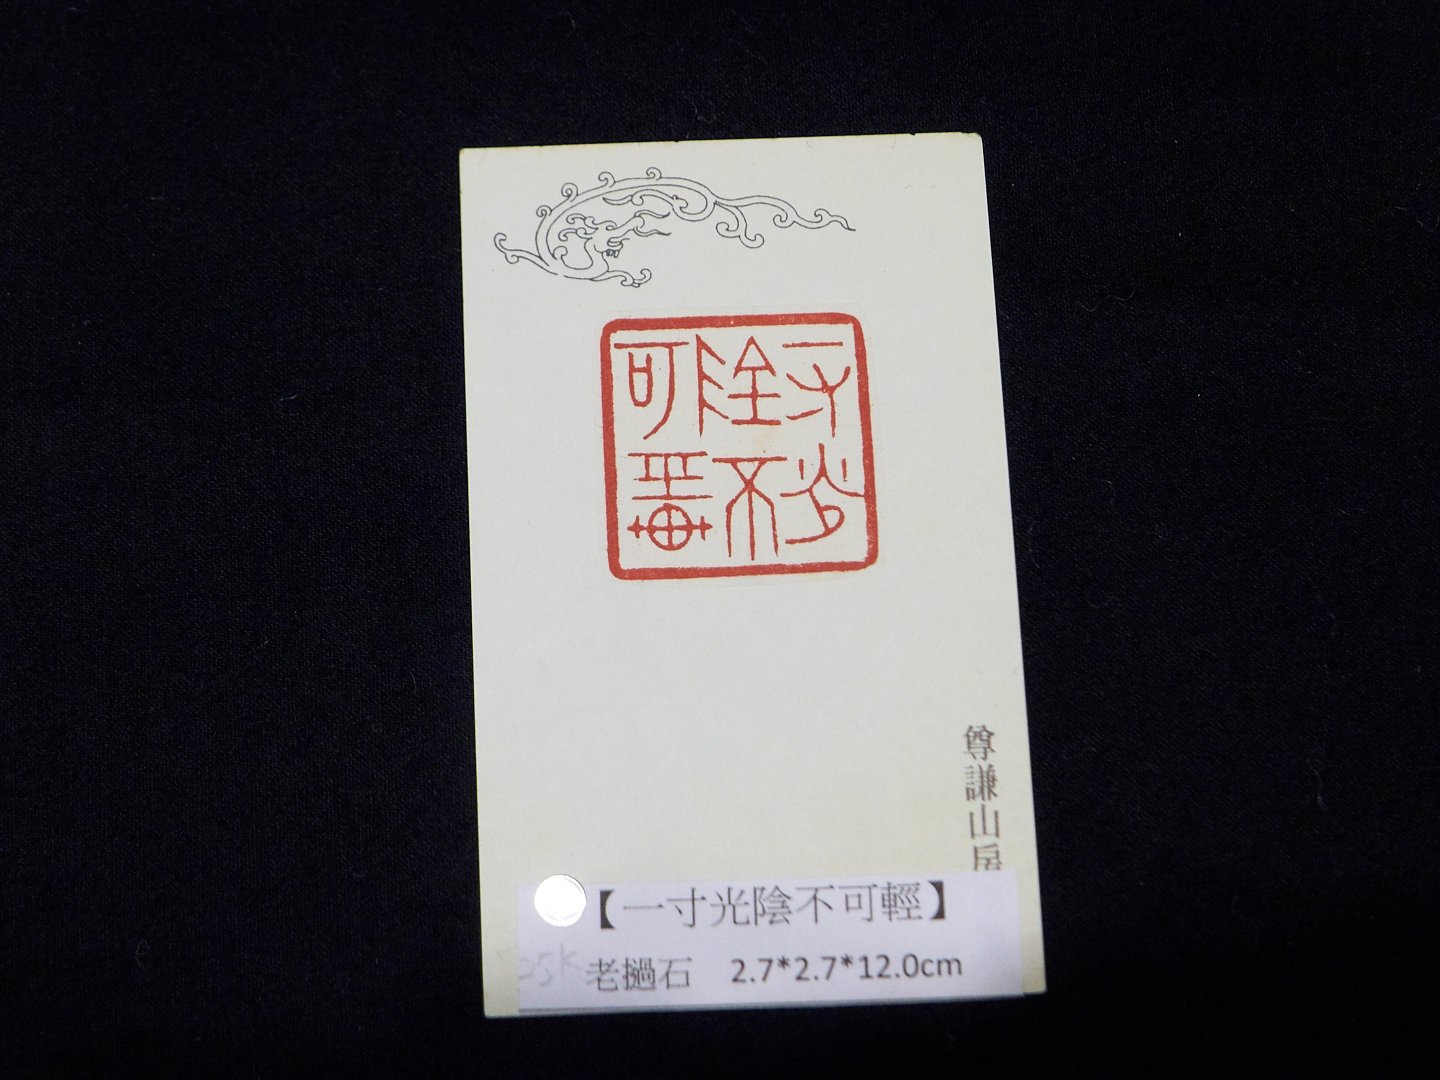 一寸光
陰不
可輕
尊謙山房
【一寸光陰不可輕】
老撾石 2.7*2.7*12.0cm